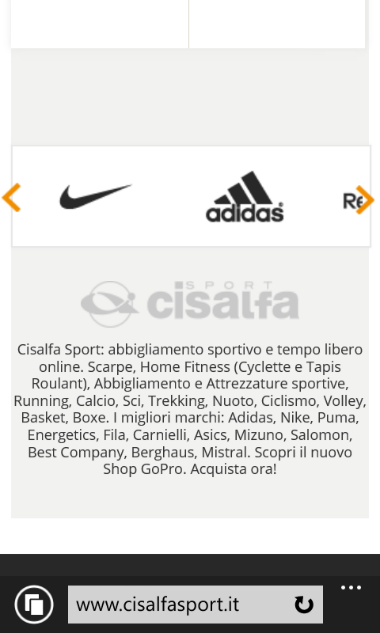 adidas
Re
SPORT
cisalfa
Cisalfa Sport: abbigliamento sportivo e tempo libero
online. Scarpe, Home Fitness (Cyclette e Tapis
Roulant), Abbigliamento e Attrezzature sportive,
Running, Calcio, Sci, Trekking, Nuoto, Ciclismo, Volley,
Basket, Boxe. I migliori marchi: Adidas, Nike, Puma,
Energetics, Fila, Carnielli, Asics, Mizuno, Salomon,
Best Company, Berghaus, Mistral. Scopri il nuovo
Shop GoPro. Acquista ora!
www.cisalfasport.it